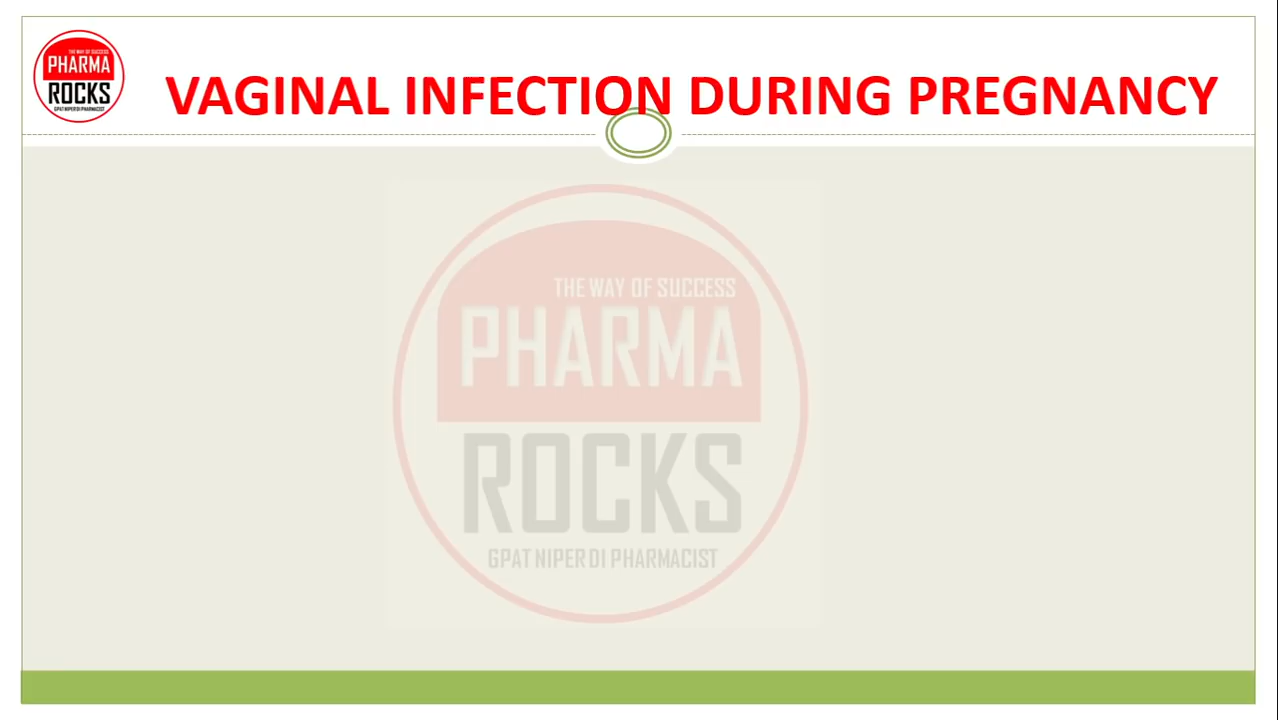 THE WAY OF SUCCESS
PHARMA
ROCKS
GPAT NIPER DI PHARMACIST
VAGINAL INFECTION DURING PREGNANCY
THE WAY OF SUCCESS
PHARMA
ROCKS
GPAT NIPER DI PHARMACIST